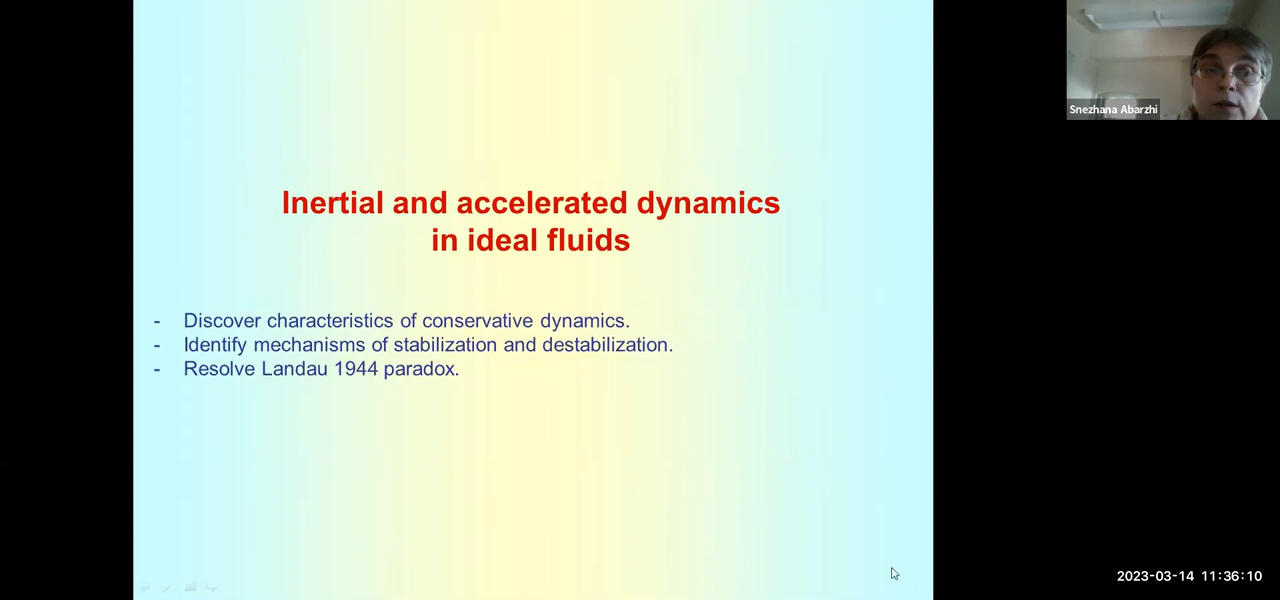 Snezhana Abarzhi
Inertial and accelerated dynamics
in ideal fluids
- Discover characteristics of conservative dynamics.
- Identify mechanisms of stabilization and destabilization.
- Resolve Landau 1944 paradox.
2023-03-14 11:36:10